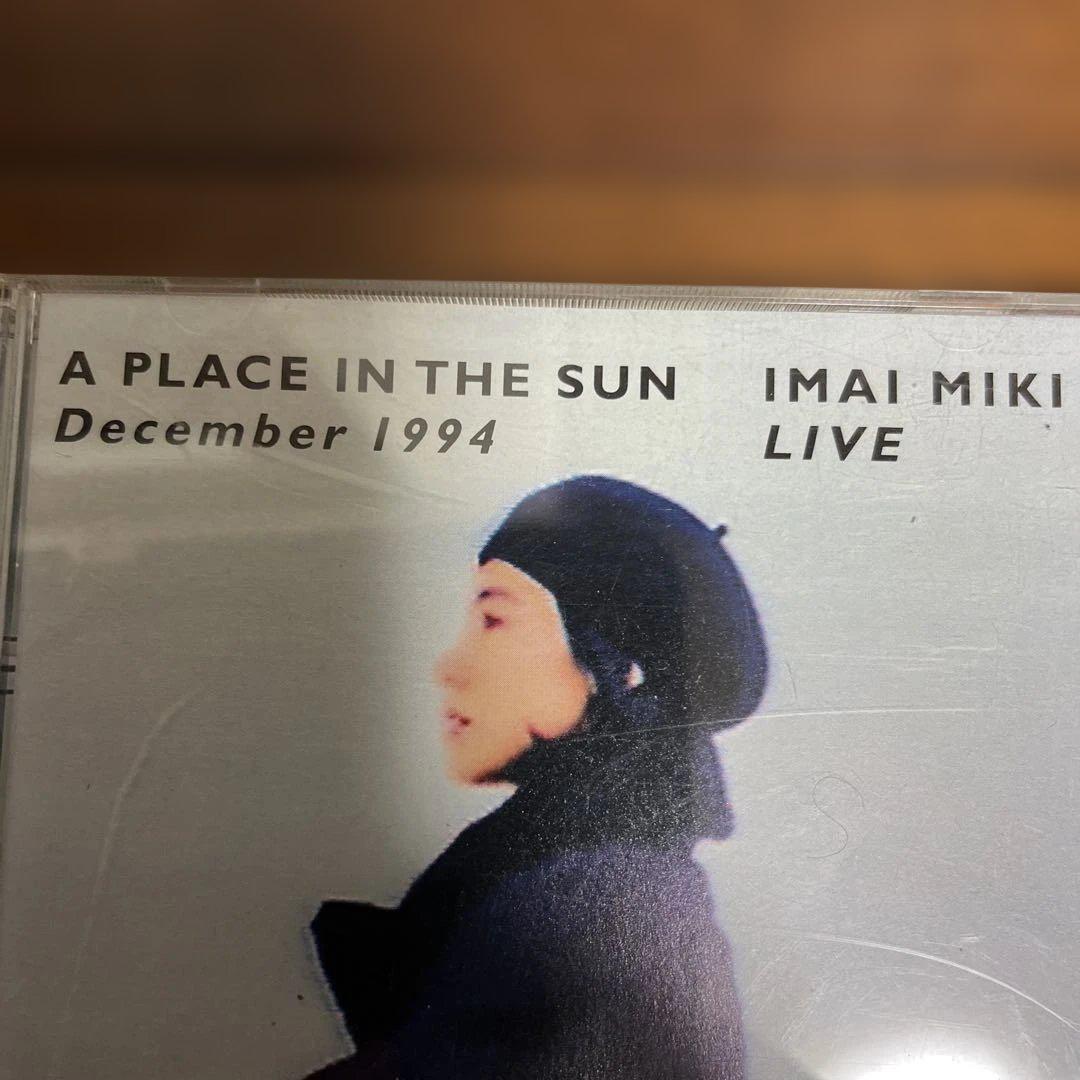 A PLACE IN THE SUN
December 1994
IMAI MIKI
LIVE